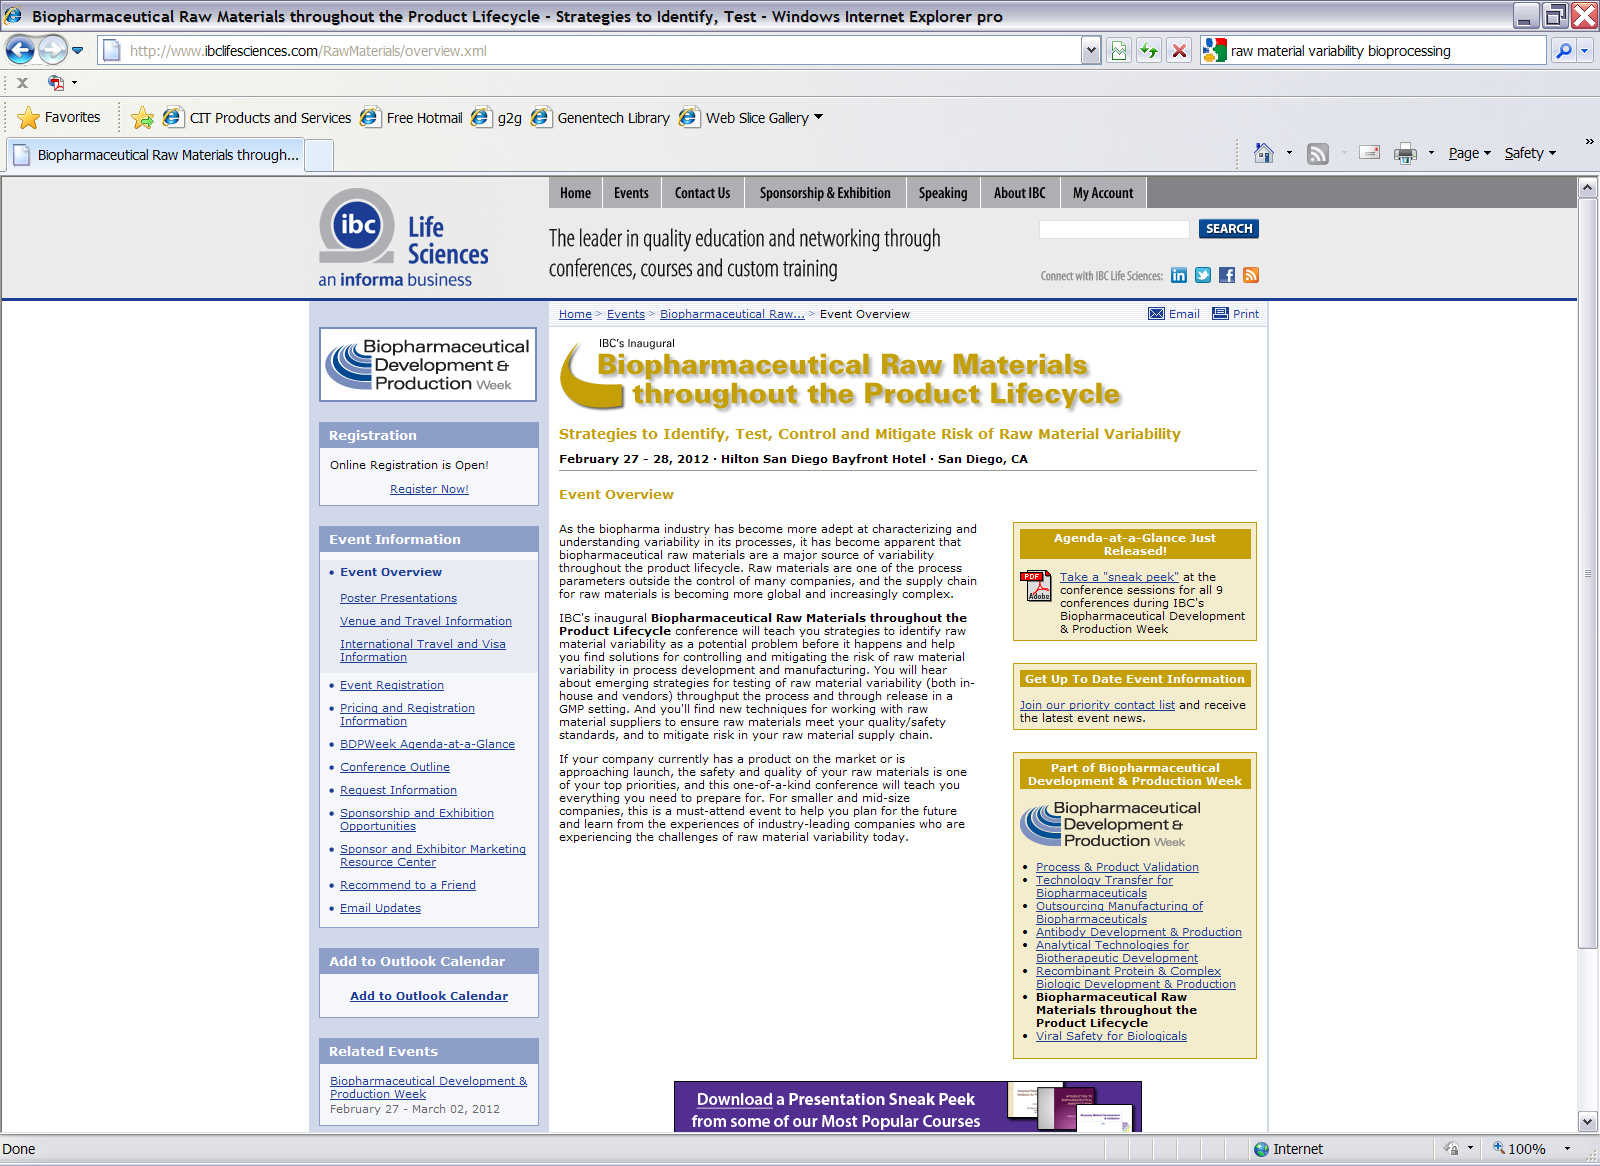 Biopharmaceutical Raw Materials throughout the Product Lifecycle - Strategies to Identify, Test - Windows Internet Explorer pro
http://www.ibclifesciences.com/RawMaterials/overview.xml
raw material variability bioprocessing
X
Favorites
CIT Products and Services
Free Hotmail
g2g
Genentech Library
Web Slice Gallery
Biopharmaceutical Raw Materials through...
Page
Safety
»
ibc
Life
Sciences
an informa business
Home
Events
Contact Us
Sponsorship & Exhibition
Speaking
About IBC
My Account
The leader in quality education and networking through
conferences, courses and custom training
SEARCH
Connect with IBC Life Sciences:
Biopharmaceutical
Development &
Production Week
Registration
Online Registration is Open!
Register Now!
Event Information
• Event Overview
Poster Presentations
Venue and Travel Information
International Travel and Visa
Information
• Event Registration
• Pricing and Registration
Information
• BDPWeek Agenda-at-a-Glance
• Conference Outline
• Request Information
• Sponsorship and Exhibition
Opportunities
• Sponsor and Exhibitor Marketing
Resource Center
• Recommend to a Friend
• Email Updates
Add to Outlook Calendar
Add to Outlook Calendar
Related Events
Biopharmaceutical Development &
Production Week
February 27 - March 02, 2012
Home > Events > Biopharmaceutical Raw... > Event Overview
Email
Print
IBC's Inaugural
Biopharmaceutical Raw Materials
throughout the Product Lifecycle
Strategies to Identify, Test, Control and Mitigate Risk of Raw Material Variability
February 27 - 28, 2012 · Hilton San Diego Bayfront Hotel · San Diego, CA
Event Overview
As the biopharma industry has become more adept at characterizing and
understanding variability in its processes, it has become apparent that
biopharmaceutical raw materials are a major source of variability
throughout the product lifecycle. Raw materials are one of the process
parameters outside the control of many companies, and the supply chain
for raw materials is becoming more global and increasingly complex.
IBC's inaugural Biopharmaceutical Raw Materials throughout the
Product Lifecycle conference will teach you strategies to identify raw
material variability as a potential problem before it happens and help
you find solutions for controlling and mitigating the risk of raw material
variability in process development and manufacturing. You will hear
about emerging strategies for testing of raw material variability (both in-
house and vendors) throughput the process and through release in a
GMP setting. And you'll find new techniques for working with raw
material suppliers to ensure raw materials meet your quality/safety
standards, and to mitigate risk in your raw material supply chain.
If your company currently has a product on the market or is
approaching launch, the safety and quality of your raw materials is one
of your top priorities, and this one-of-a-kind conference will teach you
everything you need to prepare for. For smaller and mid-size
companies, this is a must-attend event to help you plan for the future
and learn from the experiences of industry-leading companies who are
experiencing the challenges of raw material variability today.
Agenda-at-a-Glance Just
Released!
PDF
Adobe
Take a "sneak peek" at the
conference sessions for all 9
conferences during IBC's
Biopharmaceutical Development
& Production Week
Get Up To Date Event Information
Join our priority contact list and receive
the latest event news.
Part of Biopharmaceutical
Development & Production Week
Biopharmaceutical
Development &
Production Week
• Process & Product Validation
• Technology Transfer for
Biopharmaceuticals
• Outsourcing Manufacturing of
Biopharmaceuticals
• Antibody Development & Production
• Analytical Technologies for
Biotherapeutic Development
• Recombinant Protein & Complex
Biologic Development & Production
• Biopharmaceutical Raw
Materials throughout the
Product Lifecycle
• Viral Safety for Biologicals
Download a Presentation Sneak Peek
from some of our Most Popular Courses
Done
Internet
100%